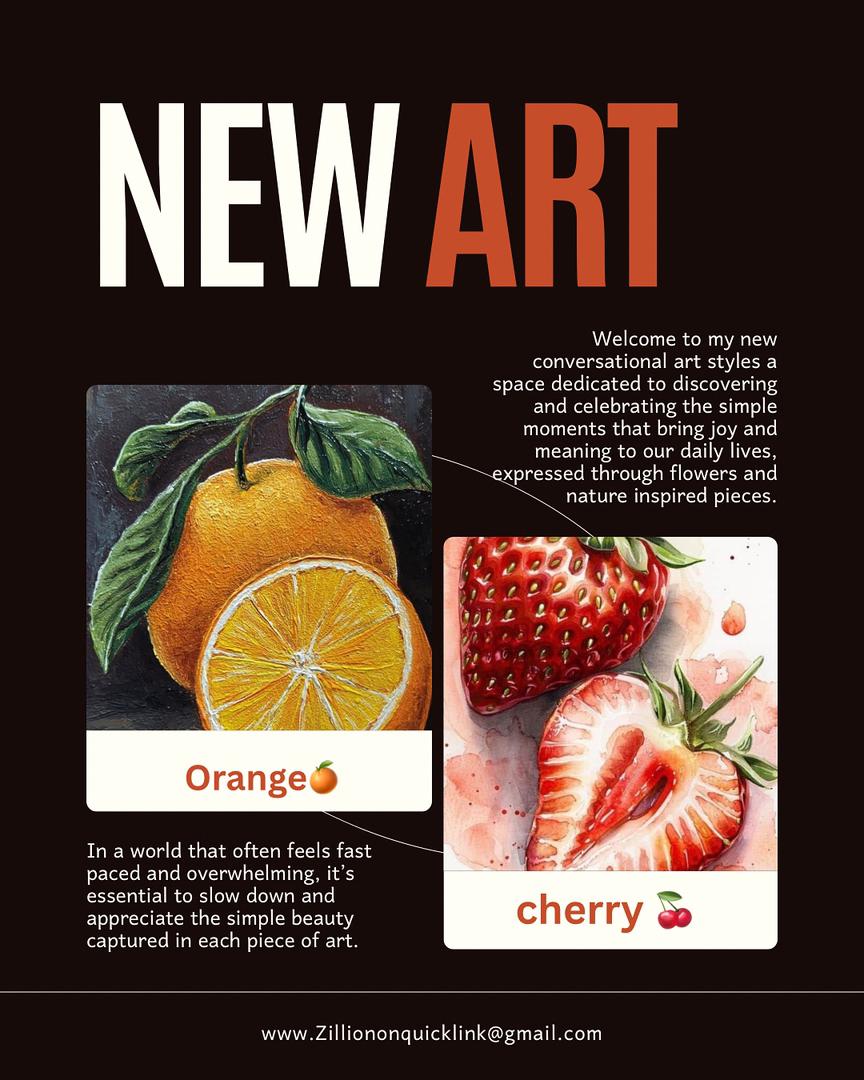 NEW ART
Welcome to my new
conversational art styles a
space dedicated to discovering
and celebrating the simple
moments that bring joy and
meaning to our daily lives,
expressed through flowers and
nature inspired pieces.
Orange🍊
cherry 🍒
In a world that often feels fast
paced and overwhelming, it’s
essential to slow down and
appreciate the simple beauty
captured in each piece of art.
www.Zilliononquicklink@gmail.com